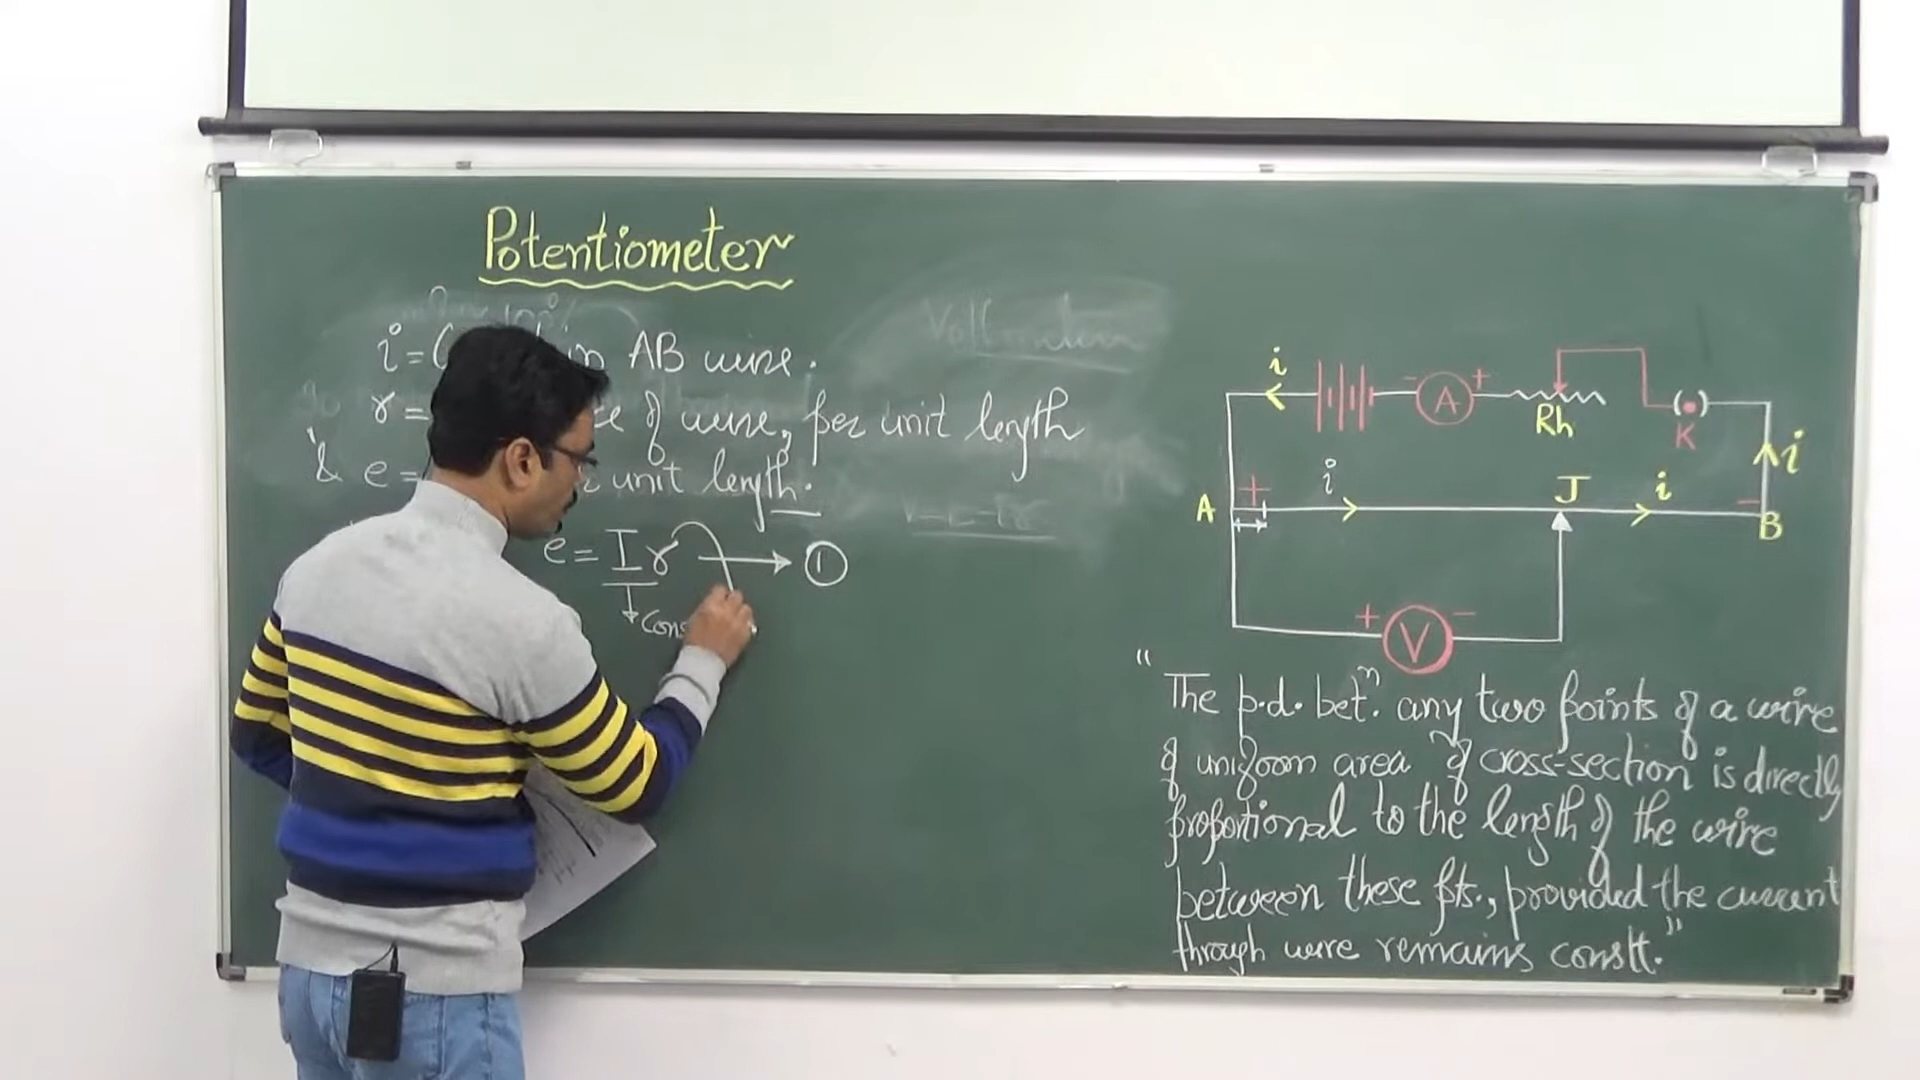 Potentiometer
i = in AB wire.
r = of wire, per unit length
& e = unit length.
e = I r → ①
Cons
i
- A +
Rh
K
i
A + i J i - B
+ V -
"The p.d. betⁿ. any two points of a wire
of uniform area of cross-section is directly
proportional to the length of the wire
between these pts., provided the current
through wire remains constt."